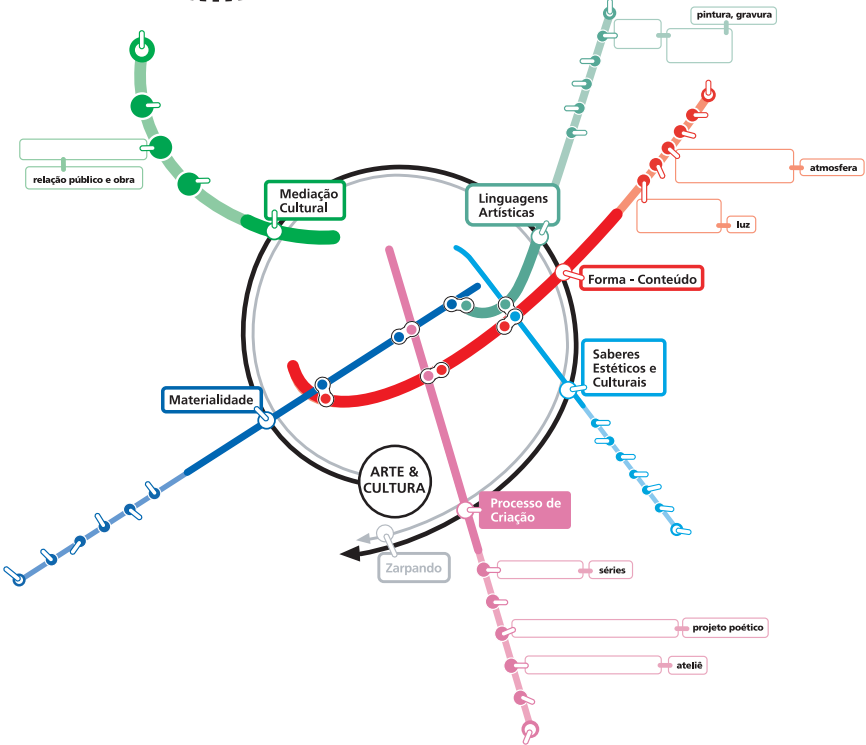 pintura, gravura
atmosfera
relação público e obra
Mediação
Cultural
Linguagens
Artísticas
luz
Forma - Conteúdo
Saberes
Estéticos e
Culturais
Materialidade
ARTE &
CULTURA
Processo de
Criação
Zarpando
séries
projeto poético
ateliê